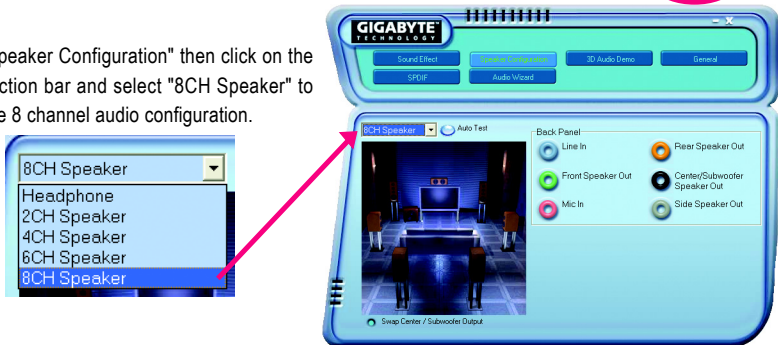 peaker Configuration" then click on the
ction bar and select "8CH Speaker" to
e 8 channel audio configuration.
8CH Speaker
Headphone
2CH Speaker
4CH Speaker
6CH Speaker
8CH Speaker
GIGABYTE
TECHNOLOGY
- X
Sound Effect
Speaker Configuration
3D Audio Demo
General
SPDIF
Audio Wizard
8CH Speaker
Auto Test
Back Panel
Line In
Rear Speaker Out
Front Speaker Out
Center/Subwoofer
Speaker Out
Mic In
Side Speaker Out
Swap Center / Subwoofer Output